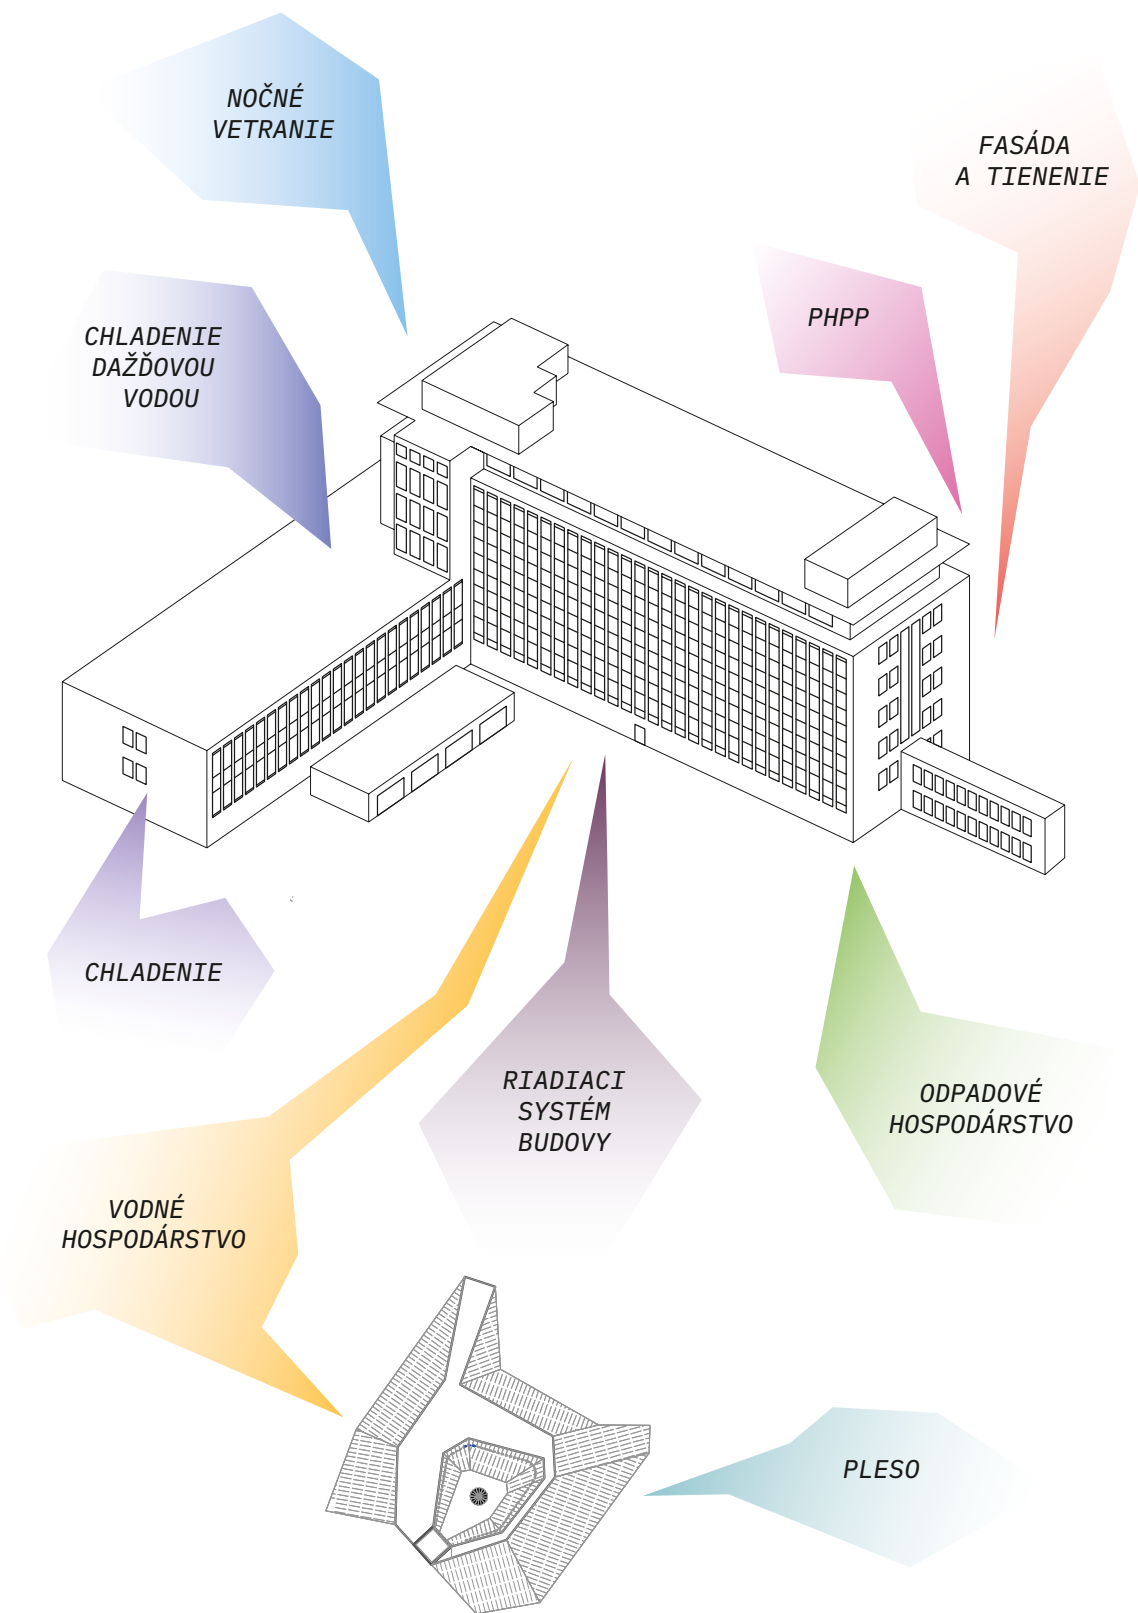 NOČNÉ
VETRANIE
FASÁDA
A TIENENIE
PHPP
CHLADENIE
DAŽĎOVOU
VODOU
CHLADENIE
RIADIACI
SYSTÉM
BUDOVY
ODPADOVÉ
HOSPODÁRSTVO
VODNÉ
HOSPODÁRSTVO
PLESO